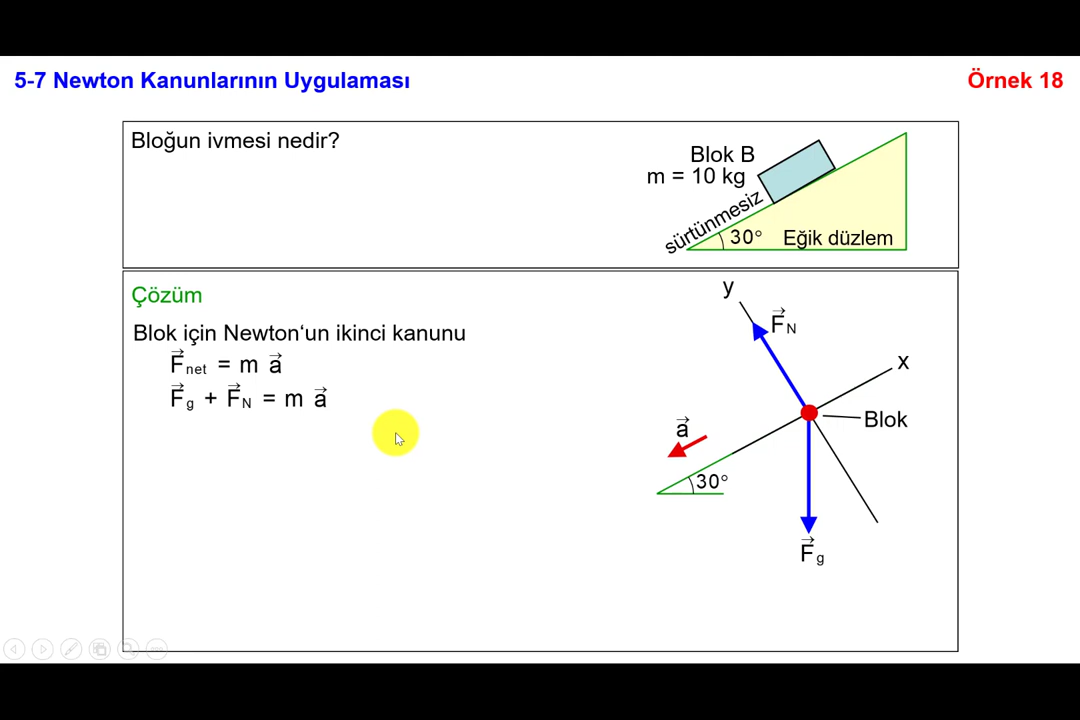 5-7 Newton Kanunlarının Uygulaması
Örnek 18
Bloğun ivmesi nedir?
Blok B
m = 10 kg
sürtünmesiz
30°
Eğik düzlem
Çözüm
Blok için Newton‘un ikinci kanunu
F⃗net = m a⃗
F⃗g + F⃗N = m a⃗
y
F⃗N
x
Blok
a⃗
30°
F⃗g